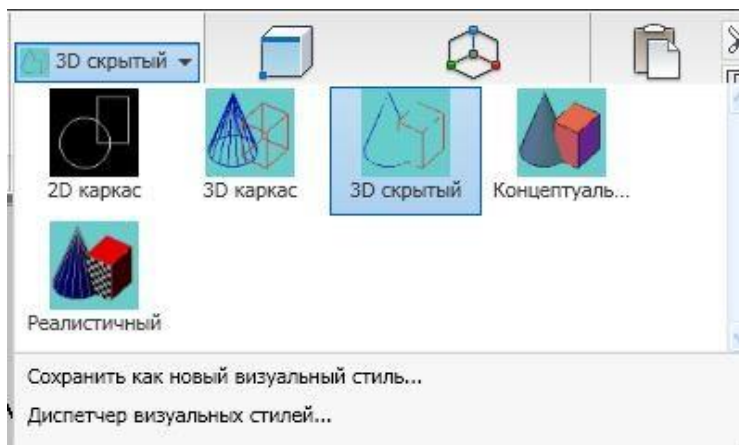 3D скрытый
2D каркас
3D каркас
3D скрытый
Концептуаль...
Реалистичный
Сохранить как новый визуальный стиль...
Диспетчер визуальных стилей...